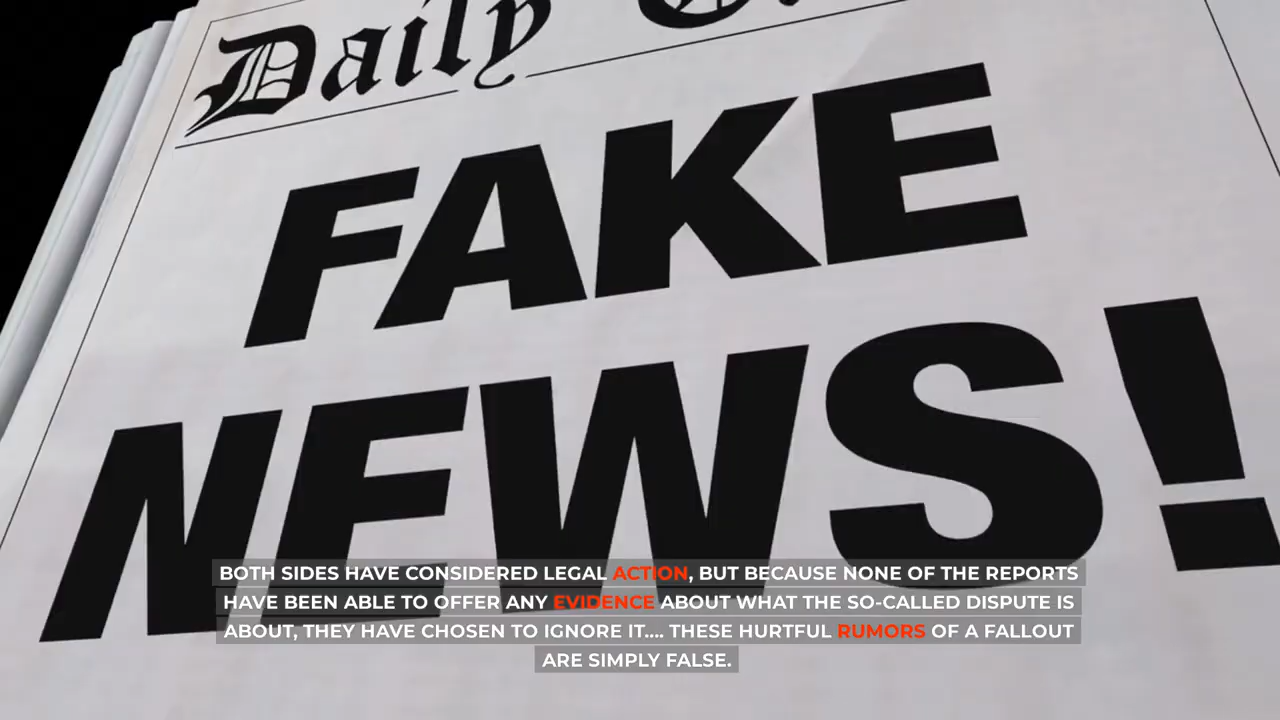 Daily
FAKE
NEWS!
BOTH SIDES HAVE CONSIDERED LEGAL ACTION, BUT BECAUSE NONE OF THE REPORTS
HAVE BEEN ABLE TO OFFER ANY EVIDENCE ABOUT WHAT THE SO-CALLED DISPUTE IS
ABOUT, THEY HAVE CHOSEN TO IGNORE IT.... THESE HURTFUL RUMORS OF A FALLOUT
ARE SIMPLY FALSE.